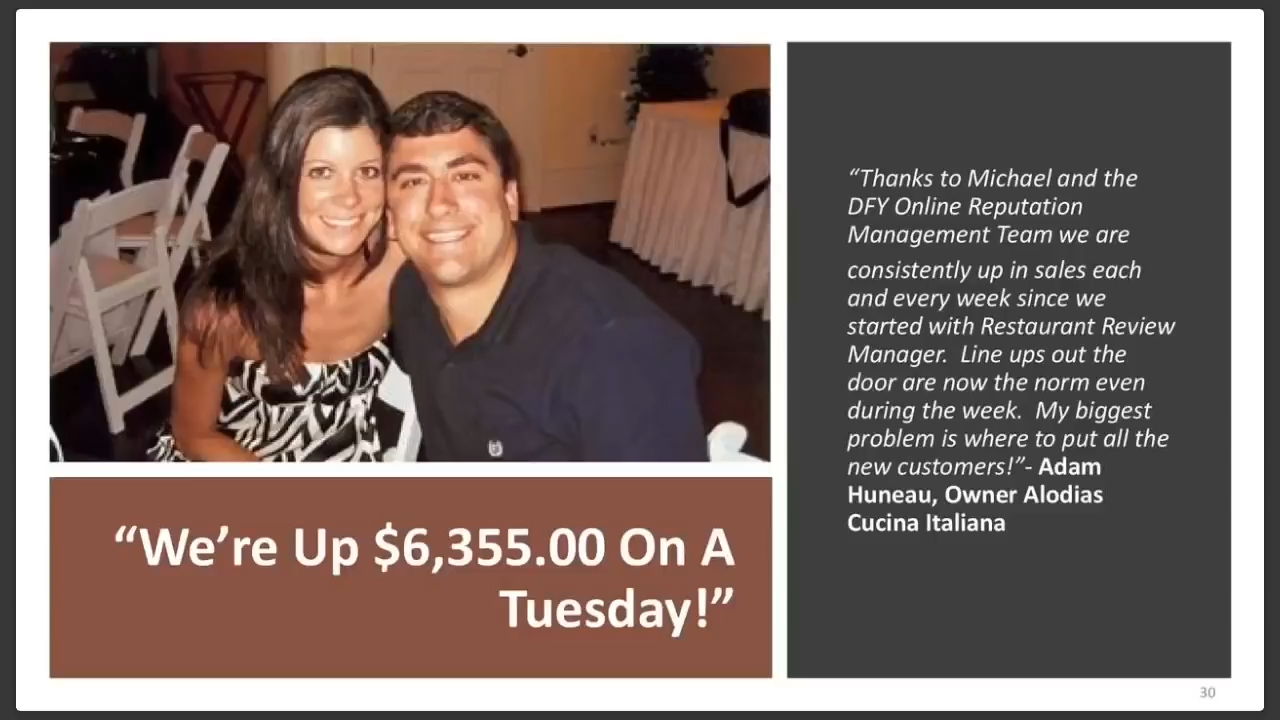 “We’re Up $6,355.00 On A
Tuesday!”
“Thanks to Michael and the
DFY Online Reputation
Management Team we are
consistently up in sales each
and every week since we
started with Restaurant Review
Manager.  Line ups out the
door are now the norm even
during the week.  My biggest
problem is where to put all the
new customers!”- Adam
Huneau, Owner Alodias
Cucina Italiana
30